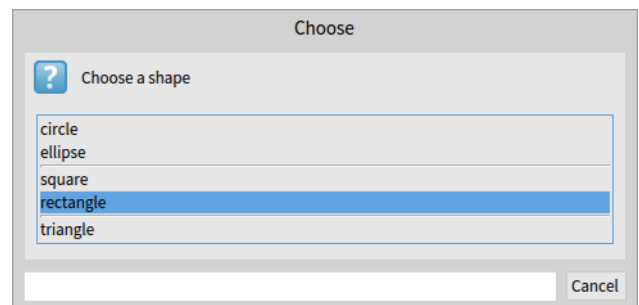 Choose
Choose a shape
circle
ellipse
square
rectangle
triangle
Cancel